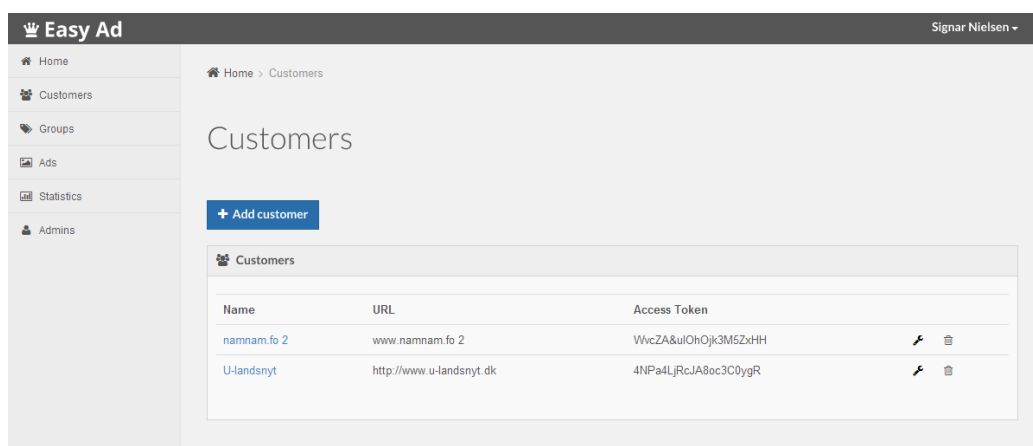 Easy Ad
Signar Nielsen
Home
Customers
Groups
Ads
Statistics
Admins
Home > Customers
Customers
+ Add customer
Customers
Name URL Access Token
namnam.fo 2 www.namnam.fo 2 WvcZA&ulOhOjk3M5ZxHH
U-landsnyt http://www.u-landsnyt.dk 4NPa4LjRcJA8oc3C0ygR